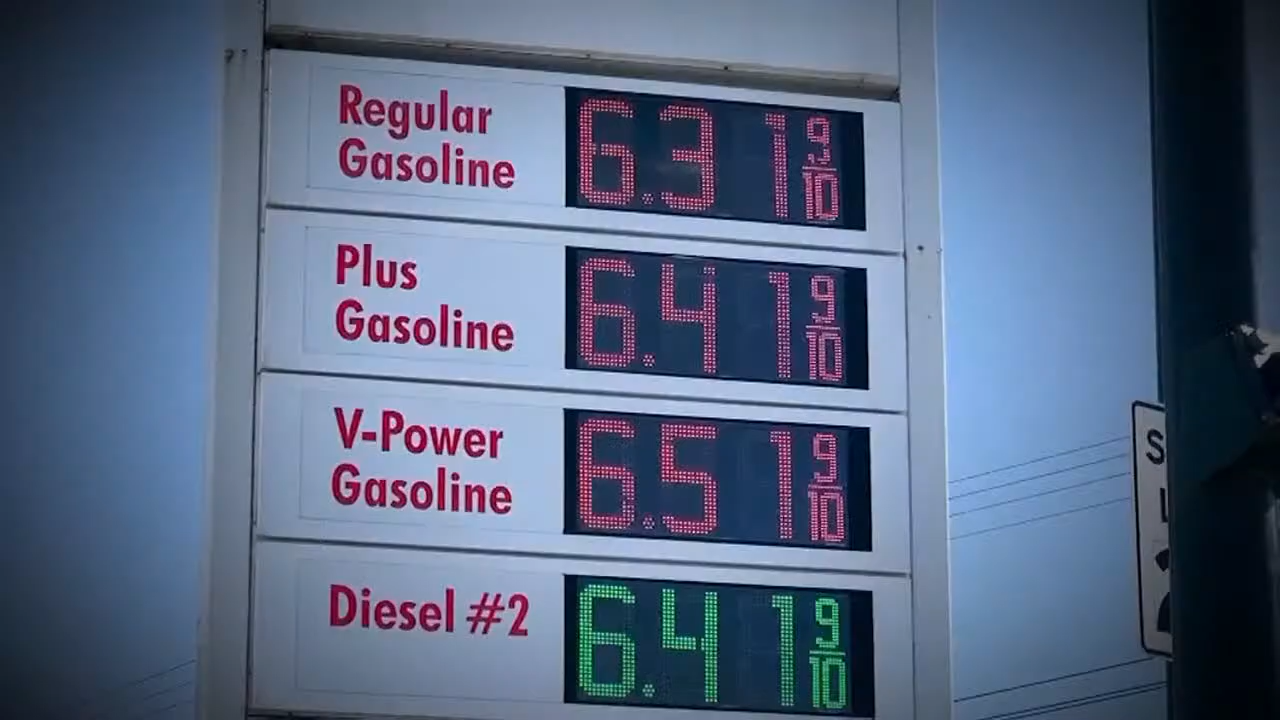 Regular
Gasoline
6.31 9/10
Plus
Gasoline
6.41 9/10
V-Power
Gasoline
6.51 9/10
Diesel #2
6.41 9/10
S
L